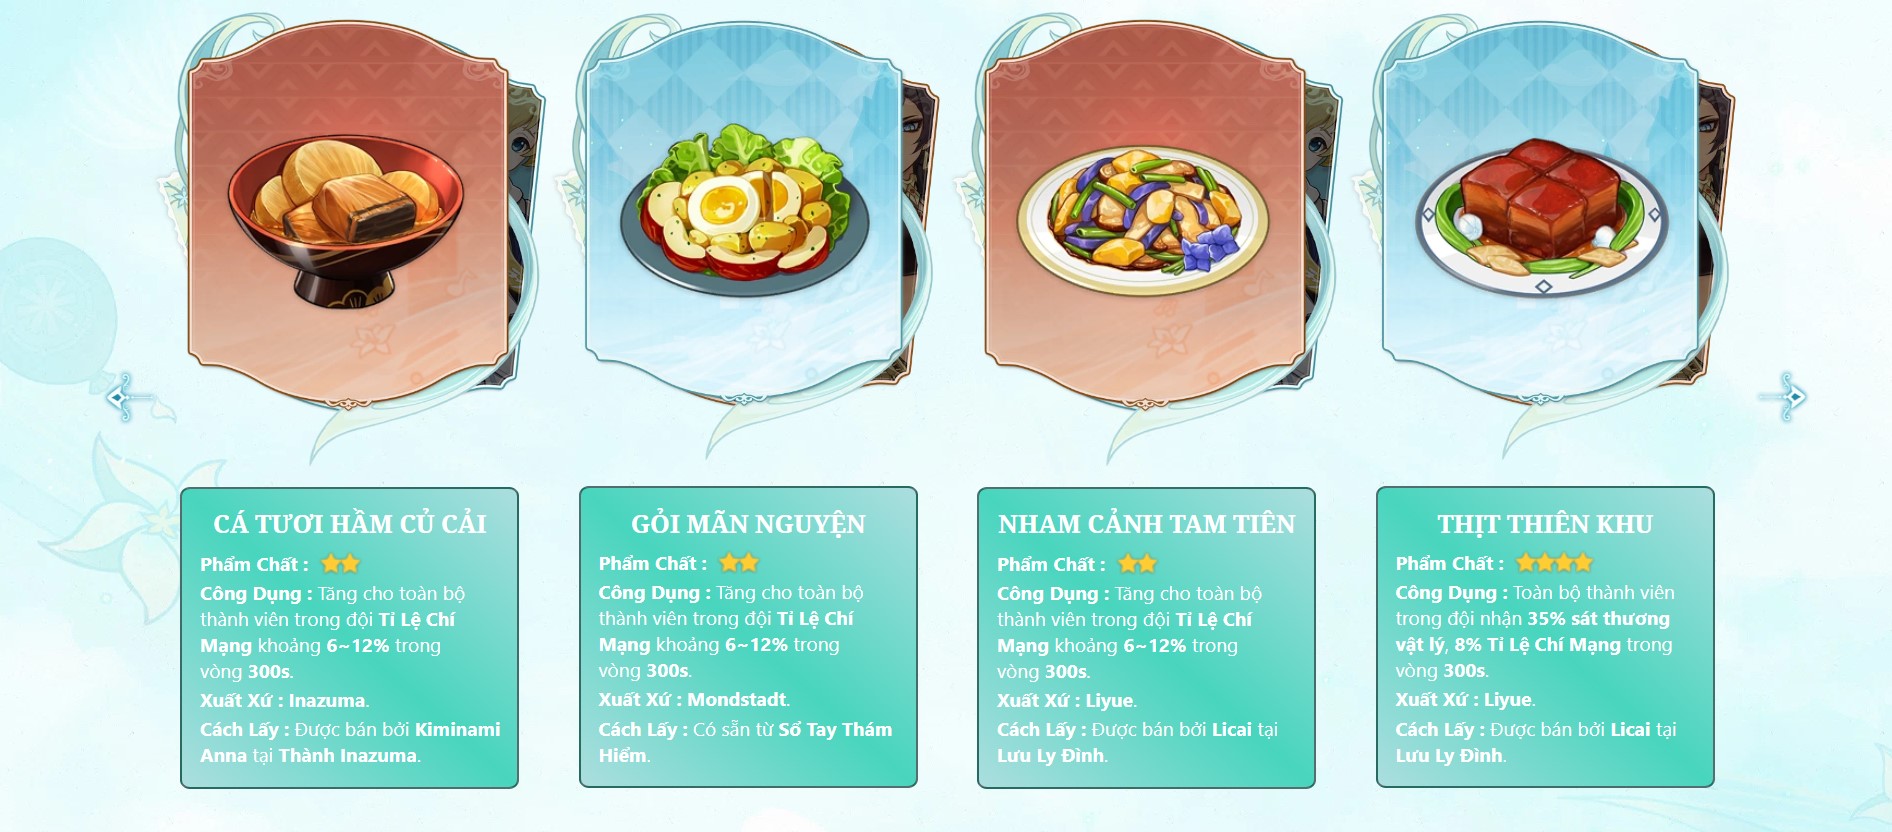 CÁ TƯƠI HẦM CỦ CẢI
Phẩm Chất :
Công Dụng : Tăng cho toàn bộ
thành viên trong đội Tỉ Lệ Chí
Mạng khoảng 6~12% trong
vòng 300s.
Xuất Xứ : Inazuma.
Cách Lấy : Được bán bởi Kiminami
Anna tại Thành Inazuma.
GỎI MÃN NGUYỆN
Phẩm Chất :
Công Dụng : Tăng cho toàn bộ
thành viên trong đội Tỉ Lệ Chí
Mạng khoảng 6~12% trong
vòng 300s.
Xuất Xứ : Mondstadt.
Cách Lấy : Có sẵn từ Sổ Tay Thám
Hiểm.
NHAM CẢNH TAM TIÊN
Phẩm Chất :
Công Dụng : Tăng cho toàn bộ
thành viên trong đội Tỉ Lệ Chí
Mạng khoảng 6~12% trong
vòng 300s.
Xuất Xứ : Liyue.
Cách Lấy : Được bán bởi Licai tại
Lưu Ly Đình.
THỊT THIÊN KHU
Phẩm Chất :
Công Dụng : Toàn bộ thành viên
trong đội nhận 35% sát thương
vật lý, 8% Tỉ Lệ Chí Mạng trong
vòng 300s.
Xuất Xứ : Liyue.
Cách Lấy : Được bán bởi Licai tại
Lưu Ly Đình.